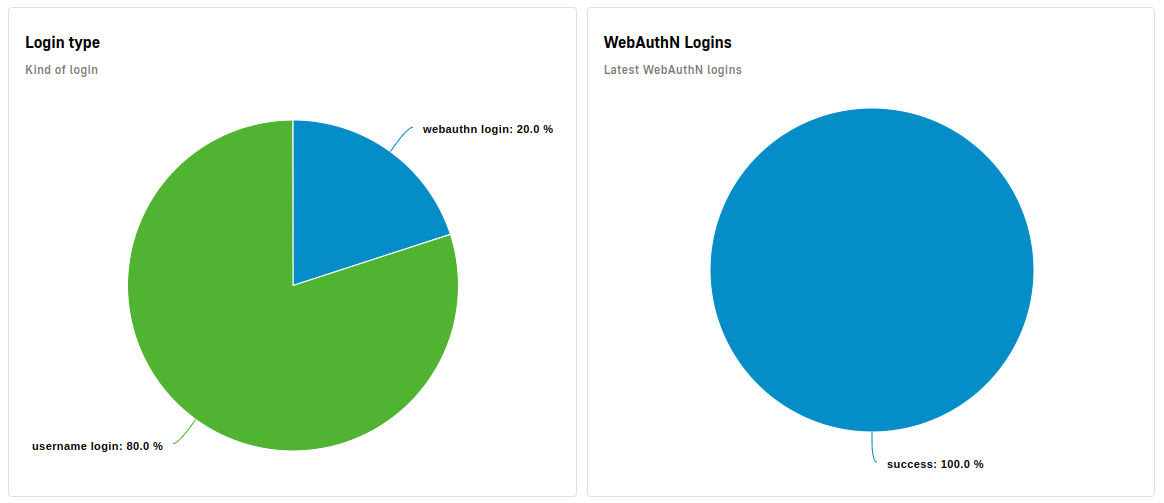 Login type
Kind of login
webauthn login: 20.0 %
username login: 80.0 %
WebAuthN Logins
Latest WebAuthN logins
success: 100.0 %